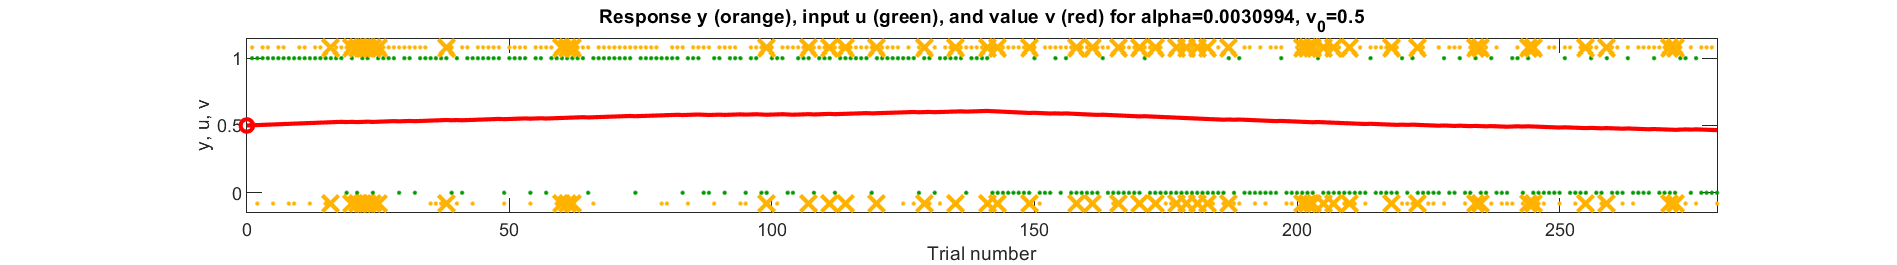 Response y (orange), input u (green), and value v (red) for alpha=0.0030994, v0=0.5
y, u, v
1
0.5
0
0 50 100 150 200 250
Trial number